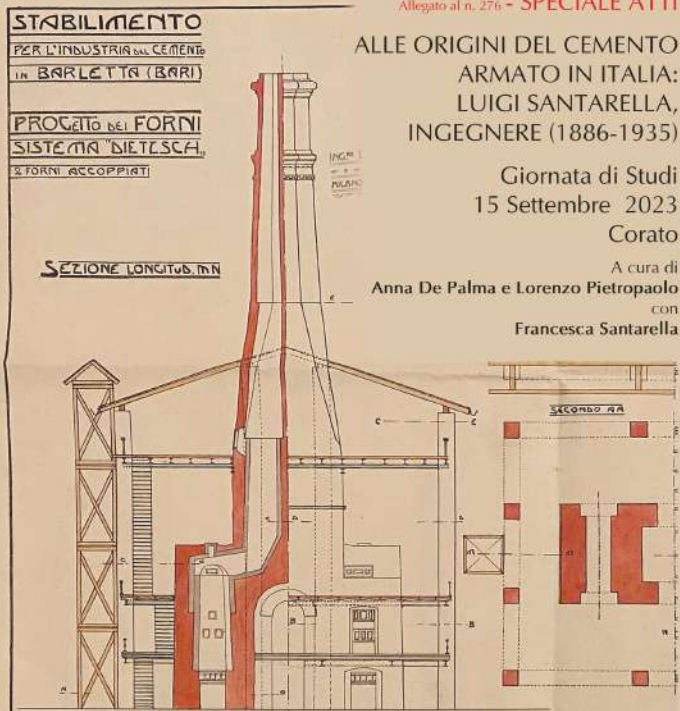 STABILIMENTO
PER L'INDUSTRIA DEL CEMENTO
IN BARLETTA (BARI)
PROGETTO DEI FORNI
SISTEMA "DIETESCH"
2 FORNI ACCOPPIATI
SEZIONE LONGITUD. MN
Allegato al n. 276 - SPECIALE ATTI
ALLE ORIGINI DEL CEMENTO
ARMATO IN ITALIA:
LUIGI SANTARELLA,
INGEGNERE (1886-1935)
Giornata di Studi
15 Settembre 2023
Corato
A cura di
Anna De Palma e Lorenzo Pietropaolo
con
Francesca Santarella
MILANO
SECONDO AA